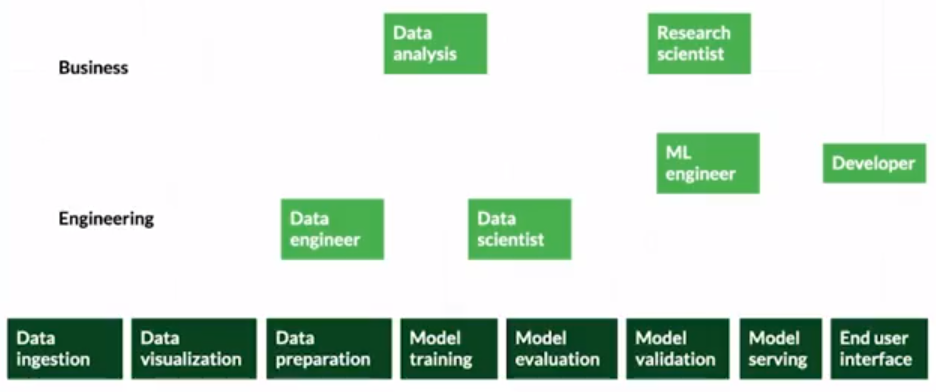 Business
Data
analysis
Research
scientist
ML
engineer
Developer
Engineering
Data
engineer
Data
scientist
Data
ingestion
Data
visualization
Data
preparation
Model
training
Model
evaluation
Model
validation
Model
serving
End user
interface